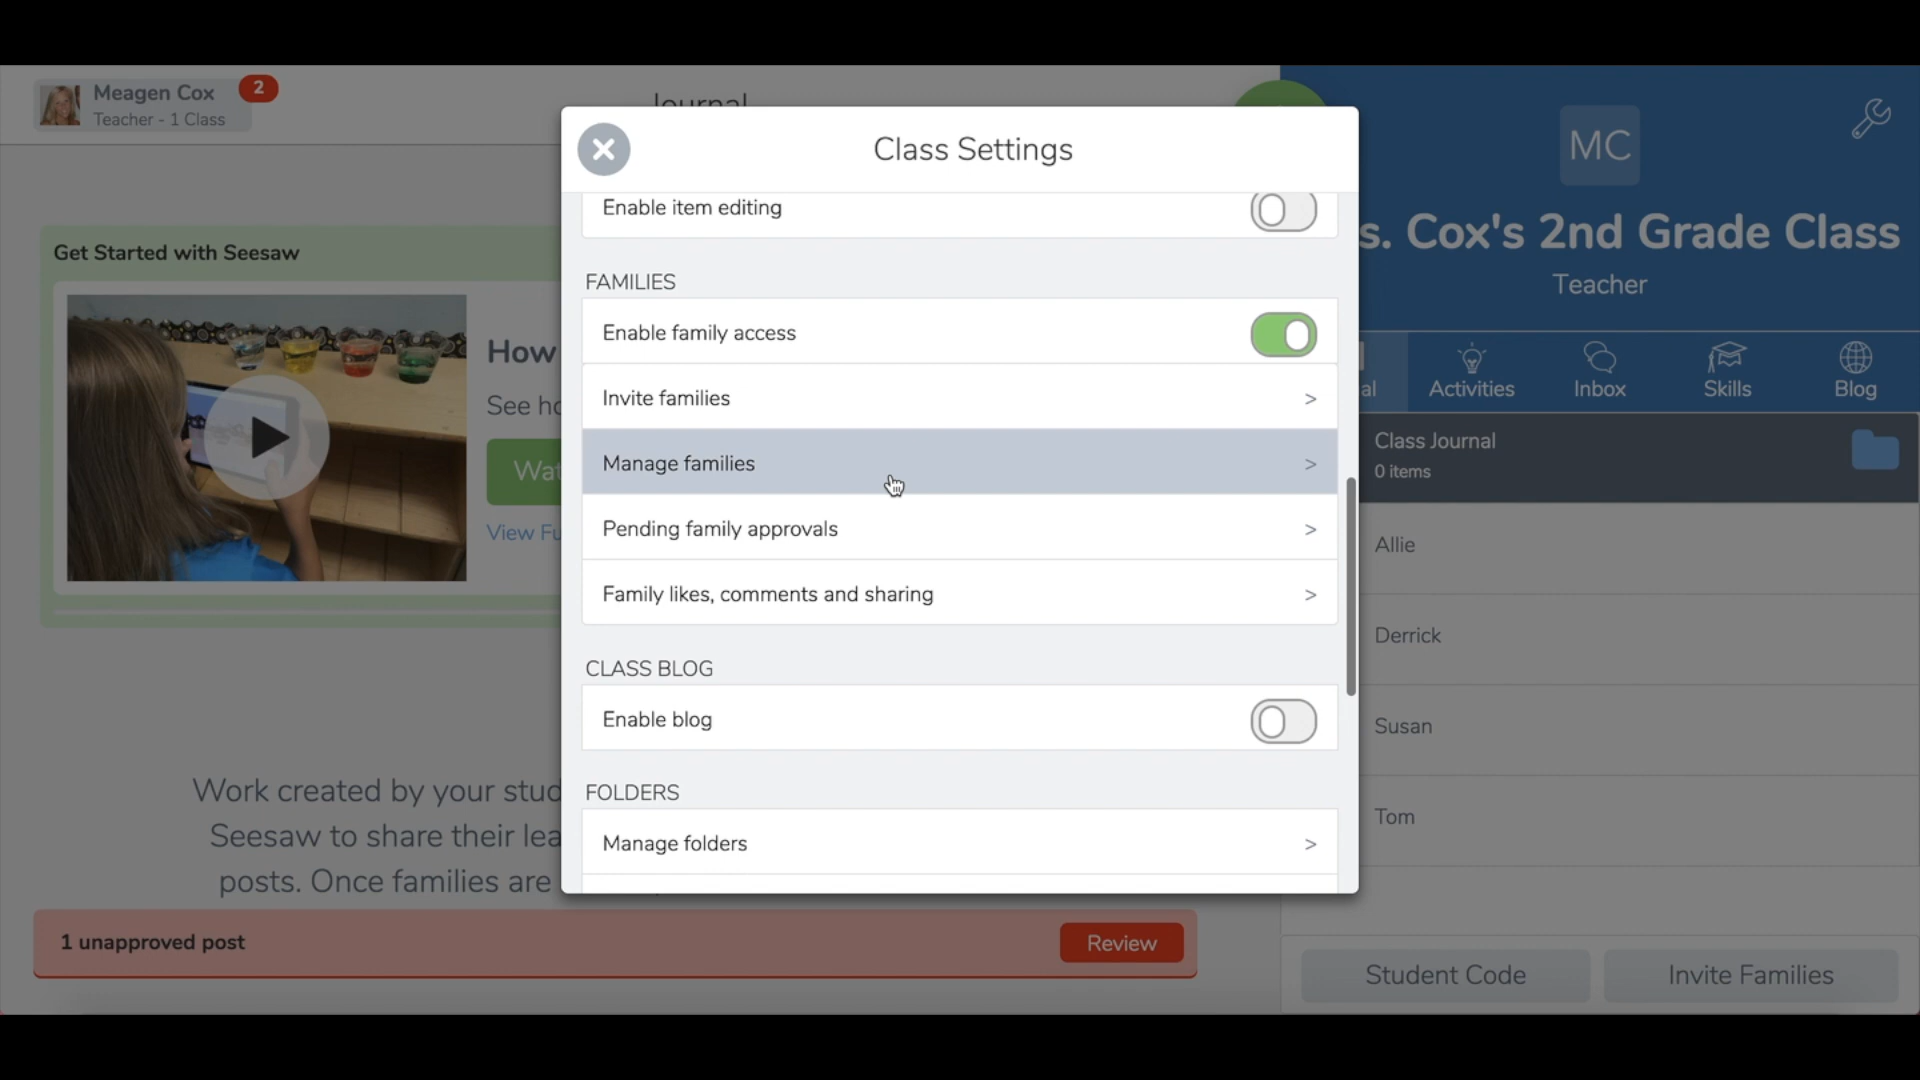 Meagen Cox
2
Teacher - 1 Class
Journal
Get Started with Seesaw
How
See ho
Wat
View Fu
Work created by your stud
Seesaw to share their lea
posts. Once families are
1 unapproved post
Review
Class Settings
Enable item editing
FAMILIES
Enable family access
Invite families >
Manage families >
Pending family approvals >
Family likes, comments and sharing >
CLASS BLOG
Enable blog
FOLDERS
Manage folders >
MC
s. Cox's 2nd Grade Class
Teacher
al
Activities
Inbox
Skills
Blog
Class Journal
0 items
Allie
Derrick
Susan
Tom
Student Code
Invite Families